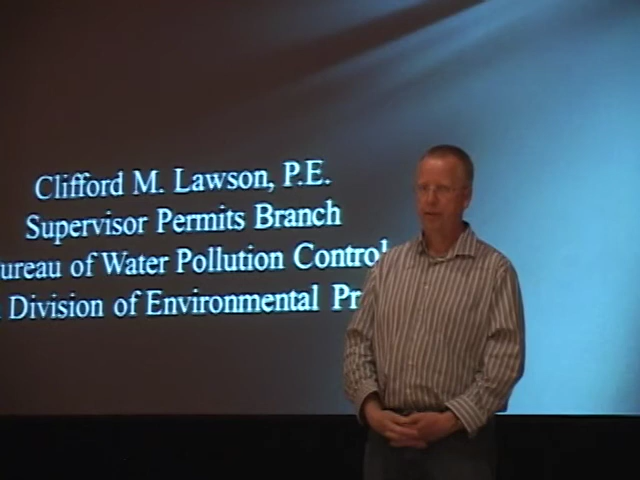 Clifford M. Lawson, P.E.
Supervisor Permits Branch
ureau of Water Pollution Control
Division of Environmental Pr